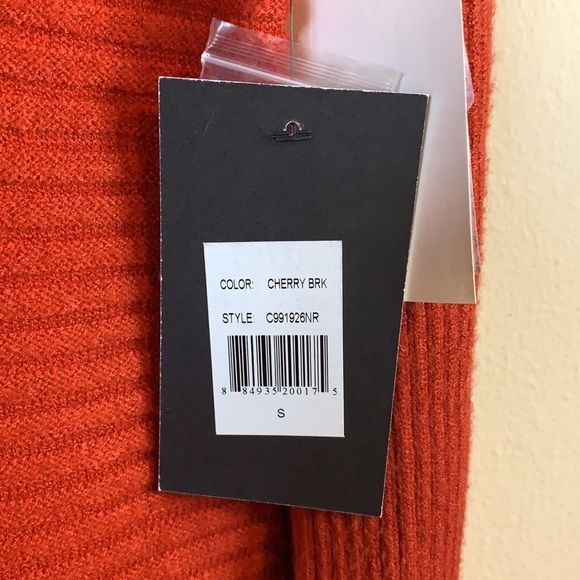 COLOR: CHERRY BRK
STYLE: C991926NR
8 84935 20017 5
S